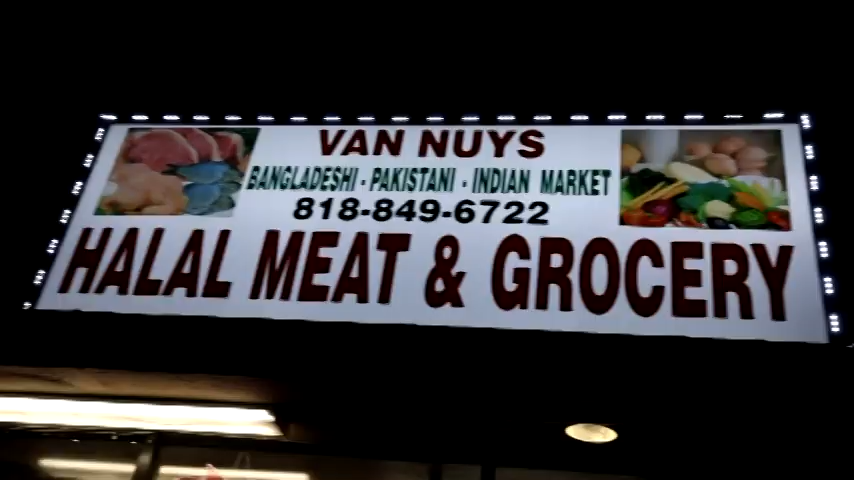 VAN NUYS
BANGLADESHI - PAKISTANI - INDIAN MARKET
818-849-6722
HALAL MEAT & GROCERY